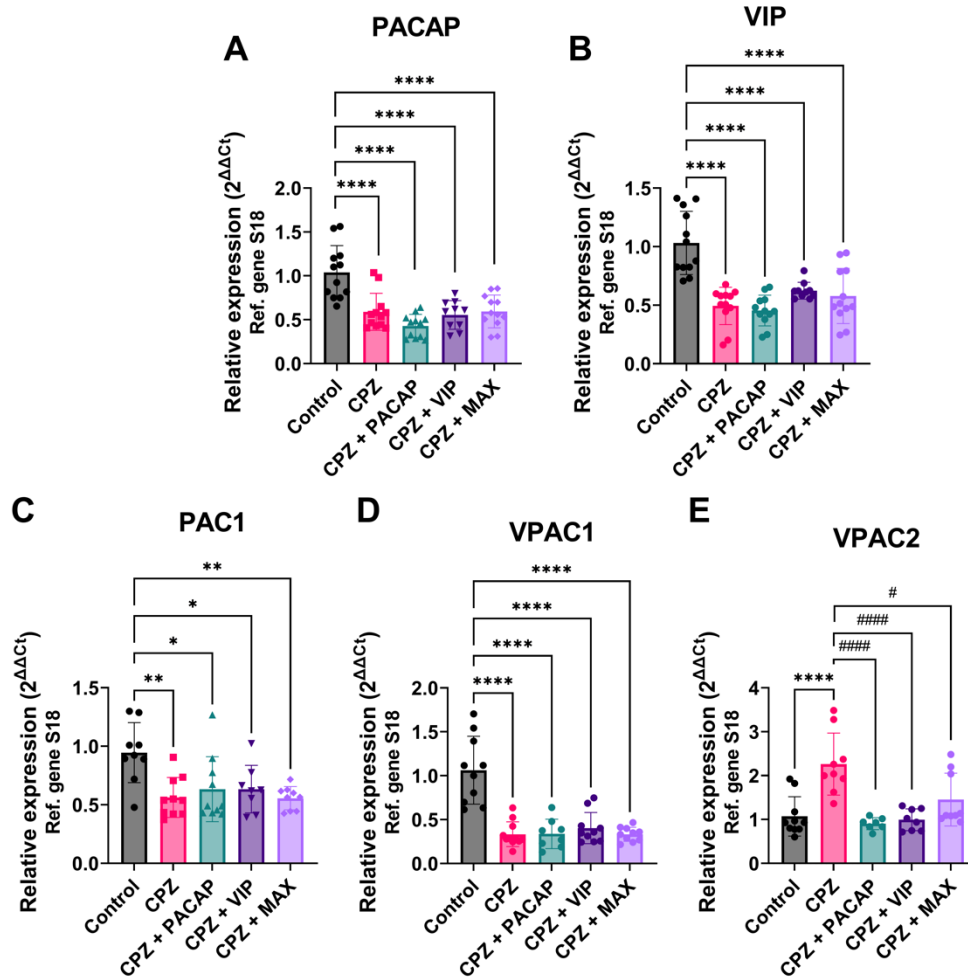 A
PACAP
****
****
****
****
Relative expression (2^ΔΔCt)
Ref. gene S18
2.0
1.5
1.0
0.5
0.0
Control
CPZ
CPZ + PACAP
CPZ + VIP
CPZ + MAX
B
VIP
****
****
****
****
Relative expression (2^ΔΔCt)
Ref. gene S18
1.5
1.0
0.5
0.0
Control
CPZ
CPZ + PACAP
CPZ + VIP
CPZ + MAX
C
PAC1
**
*
*
**
Relative expression (2^ΔΔCt)
Ref. gene S18
1.5
1.0
0.5
0.0
Control
CPZ
CPZ + PACAP
CPZ + VIP
CPZ + MAX
D
VPAC1
****
****
****
****
Relative expression (2^ΔΔCt)
Ref. gene S18
2.0
1.5
1.0
0.5
0.0
Control
CPZ
CPZ + PACAP
CPZ + VIP
CPZ + MAX
E
VPAC2
#
####
####
****
Relative expression (2^ΔΔCt)
Ref. gene S18
4
3
2
1
0
Control
CPZ
CPZ + PACAP
CPZ + VIP
CPZ + MAX